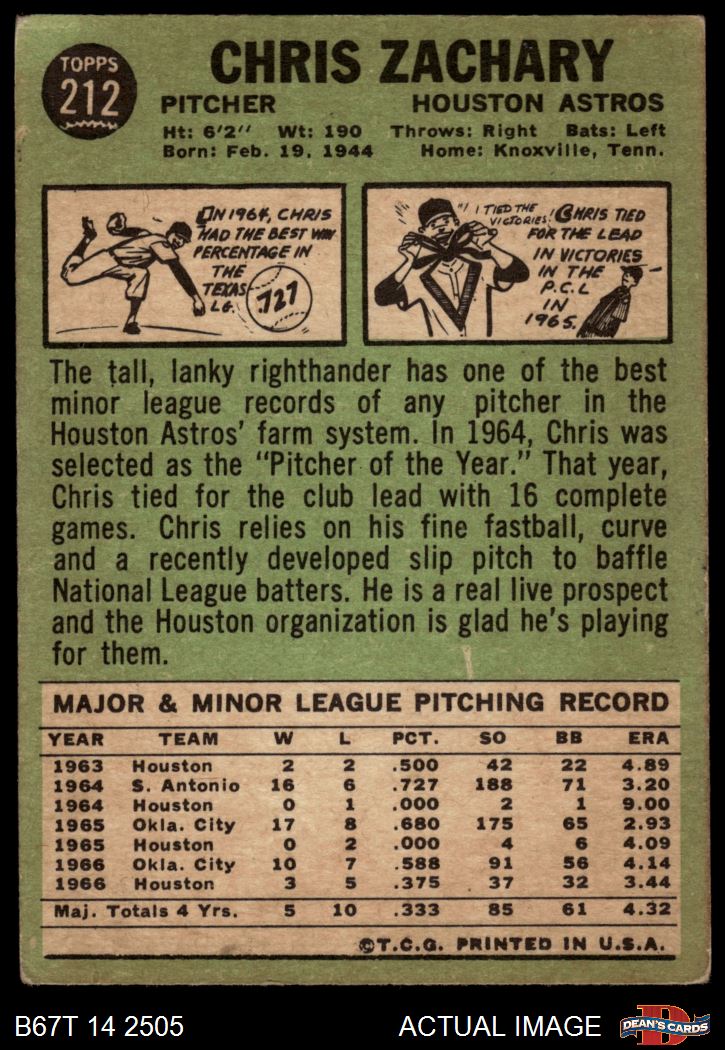 TOPPS
212
CHRIS ZACHARY
PITCHER HOUSTON ASTROS
Ht: 6'2" Wt: 190 Throws: Right Bats: Left
Born: Feb. 19, 1944 Home: Knoxville, Tenn.
IN 1964, CHRIS
HAD THE BEST WIN
PERCENTAGE IN
THE
TEXAS
LG.
.727
I TIED THE
VICTORIES!
CHRIS TIED
FOR THE LEAD
IN VICTORIES
IN THE
P.C.L
IN
1965.
The tall, lanky righthander has one of the best
minor league records of any pitcher in the
Houston Astros' farm system. In 1964, Chris was
selected as the "Pitcher of the Year." That year,
Chris tied for the club lead with 16 complete
games. Chris relies on his fine fastball, curve
and a recently developed slip pitch to baffle
National League batters. He is a real live prospect
and the Houston organization is glad he's playing
for them.
MAJOR & MINOR LEAGUE PITCHING RECORD
YEAR TEAM W L PCT. SO BB ERA
1963 Houston 2 2 .500 42 22 4.89
1964 S. Antonio 16 6 .727 188 71 3.20
1964 Houston 0 1 .000 2 1 9.00
1965 Okla. City 17 8 .680 175 65 2.93
1965 Houston 0 2 .000 4 6 4.09
1966 Okla. City 10 7 .588 91 56 4.14
1966 Houston 3 5 .375 37 32 3.44
Maj. Totals 4 Yrs. 5 10 .333 85 61 4.32
©T.C.G. PRINTED IN U.S.A.
B67T 14 2505 ACTUAL IMAGE DEAN'S CARDS